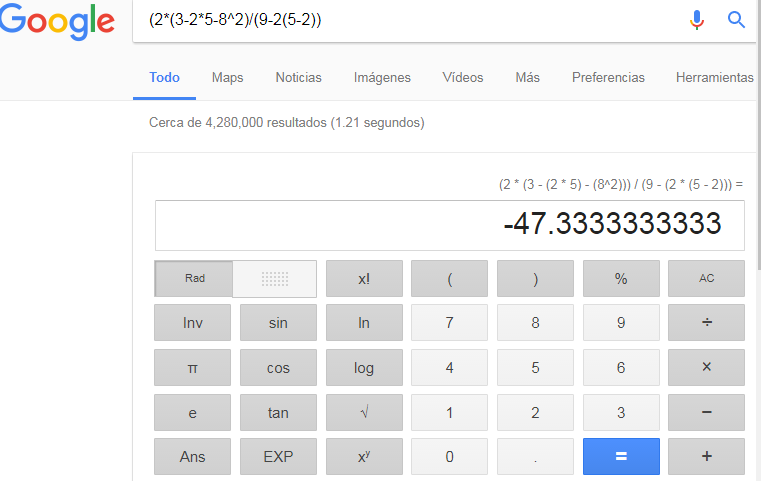 Google
(2*(3-2*5-8^2)/(9-2(5-2))
Todo Maps Noticias Imágenes Vídeos Más Preferencias Herramientas
Cerca de 4,280,000 resultados (1.21 segundos)
(2 * (3 - (2 * 5) - (8^2))) / (9 - (2 * (5 - 2))) =
-47.3333333333
Rad x! ( ) % AC
Inv sin ln 7 8 9 ÷
π cos log 4 5 6 ×
e tan √ 1 2 3 −
Ans EXP xʸ 0 . = +